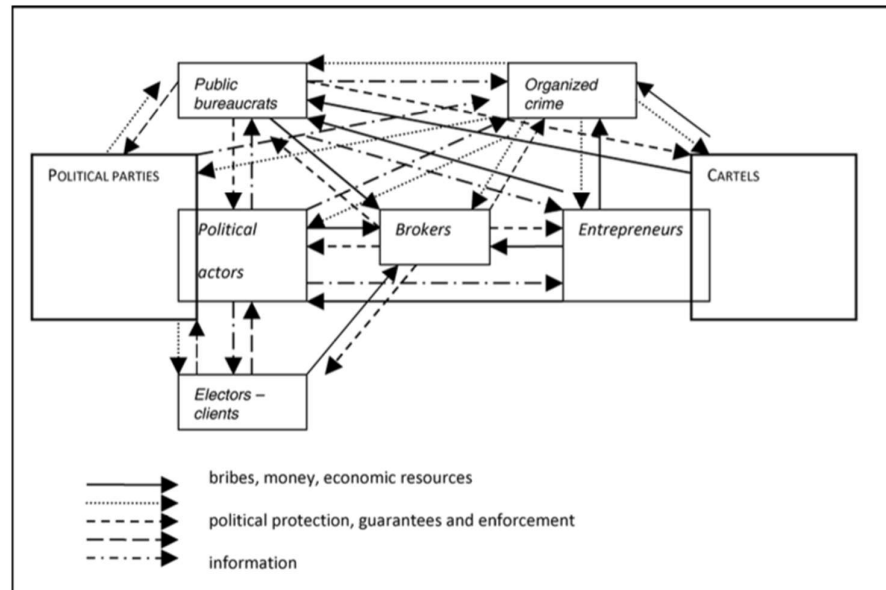 Public
bureaucrats
Organized
crime
POLITICAL PARTIES
CARTELS
Political
actors
Brokers
Entrepreneurs
Electors –
clients
bribes, money, economic resources
political protection, guarantees and enforcement
information